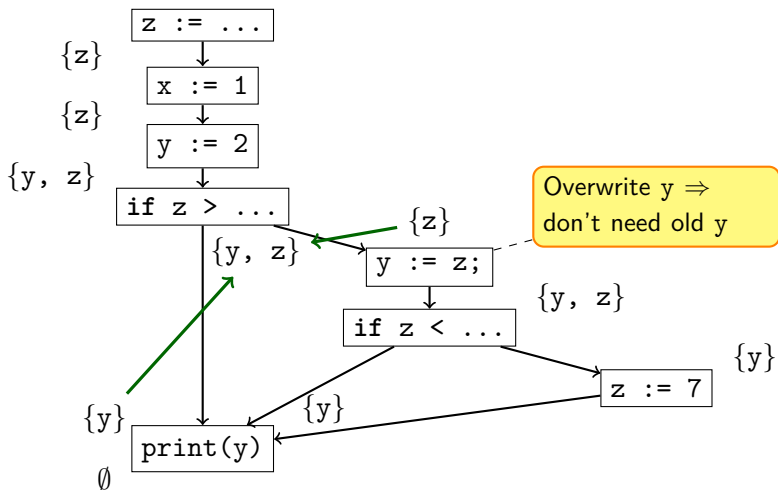 z := ...
{z}
x := 1
{z}
y := 2
{y, z}
if z > ...
Overwrite y ⇒
don't need old y
{z}
{y, z}
y := z;
{y, z}
if z < ...
{y}
z := 7
{y}
{y}
print(y)
∅